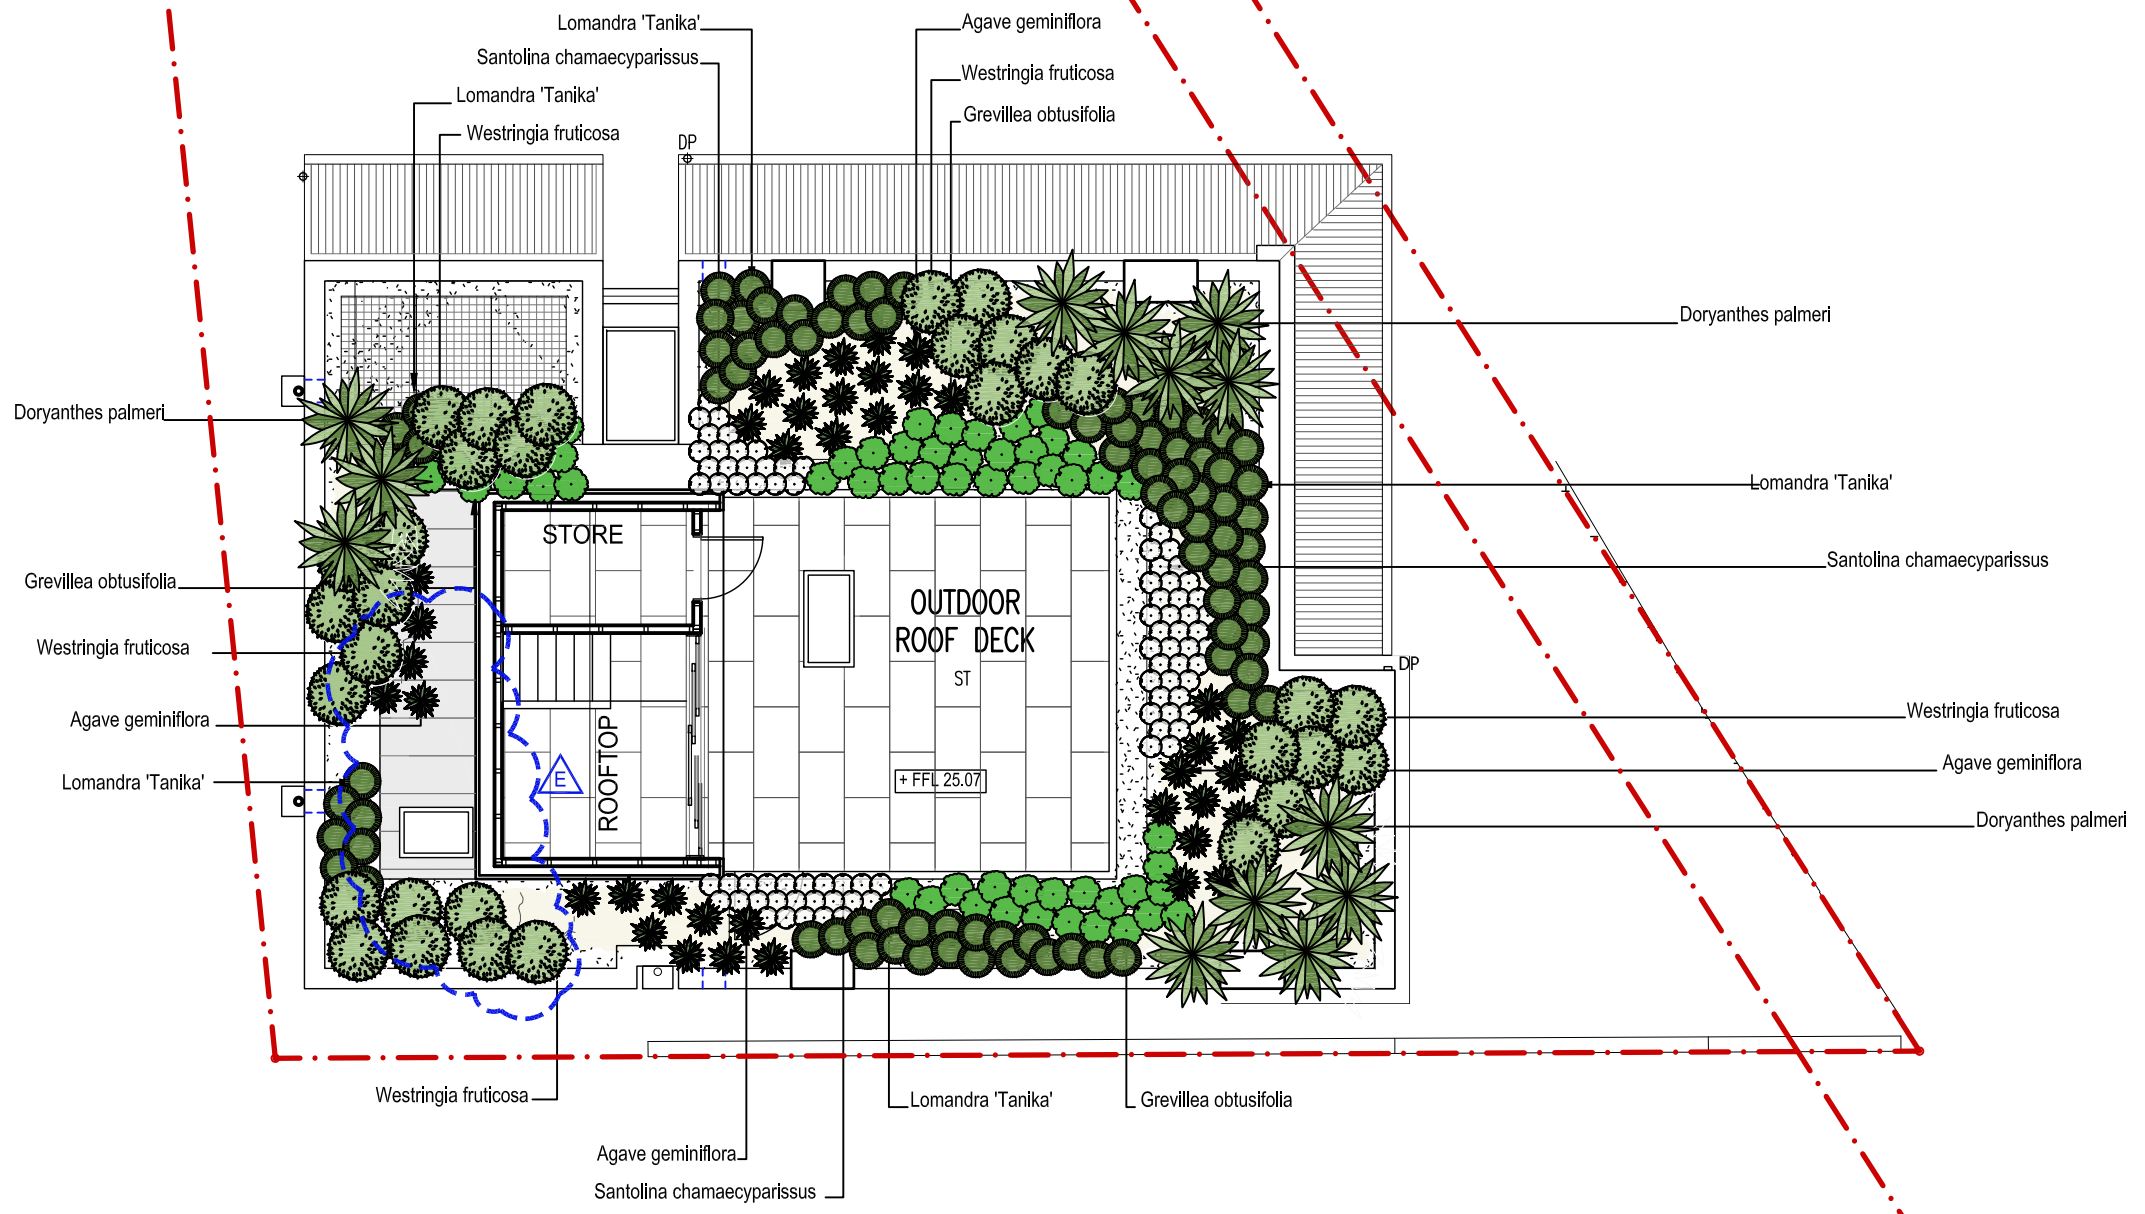 Lomandra 'Tanika'
Agave geminiflora
Santolina chamaecyparissus
Westringia fruticosa
Lomandra 'Tanika'
Grevillea obtusifolia
Westringia fruticosa
DP
Doryanthes palmeri
Doryanthes palmeri
Lomandra 'Tanika'
STORE
Santolina chamaecyparissus
Grevillea obtusifolia
OUTDOOR
ROOF DECK
ST
Westringia fruticosa
DP
Agave geminiflora
Westringia fruticosa
ROOFTOP
E
+ FFL 25.07
Lomandra 'Tanika'
Agave geminiflora
Doryanthes palmeri
Westringia fruticosa
Lomandra 'Tanika'
Grevillea obtusifolia
Agave geminiflora
Santolina chamaecyparissus